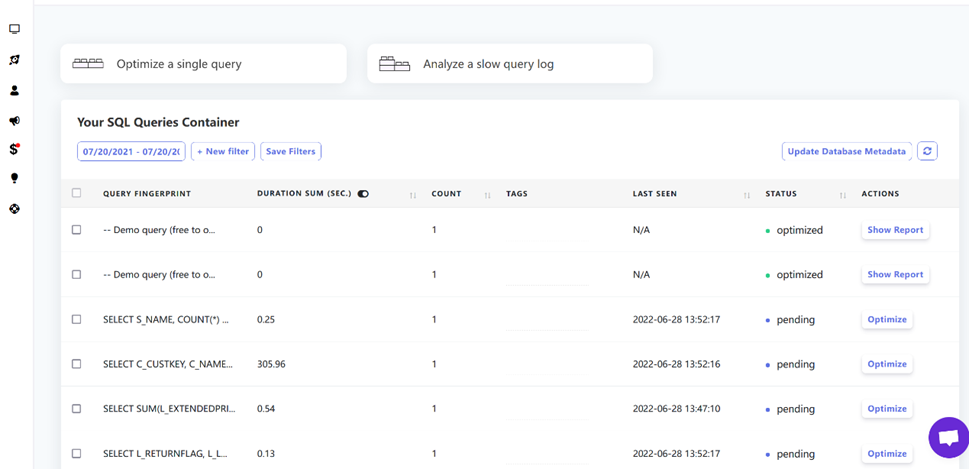 Optimize a single query Analyze a slow query log
Your SQL Queries Container
07/20/2021 - 07/20/20 + New filter Save Filters Update Database Metadata
QUERY FINGERPRINT DURATION SUM (SEC.) COUNT TAGS LAST SEEN STATUS ACTIONS
-- Demo query (free to o... 0 1 N/A optimized Show Report
-- Demo query (free to o... 0 1 N/A optimized Show Report
SELECT S_NAME, COUNT(*) ... 0.25 1 2022-06-28 13:52:17 pending Optimize
SELECT C_CUSTKEY, C_NAME... 305.96 1 2022-06-28 13:52:16 pending Optimize
SELECT SUM(L_EXTENDEDPRI... 0.54 1 2022-06-28 13:47:10 pending Optimize
SELECT L_RETURNFLAG, L_L... 0.13 1 2022-06-28 13:52:17 pending Optimize